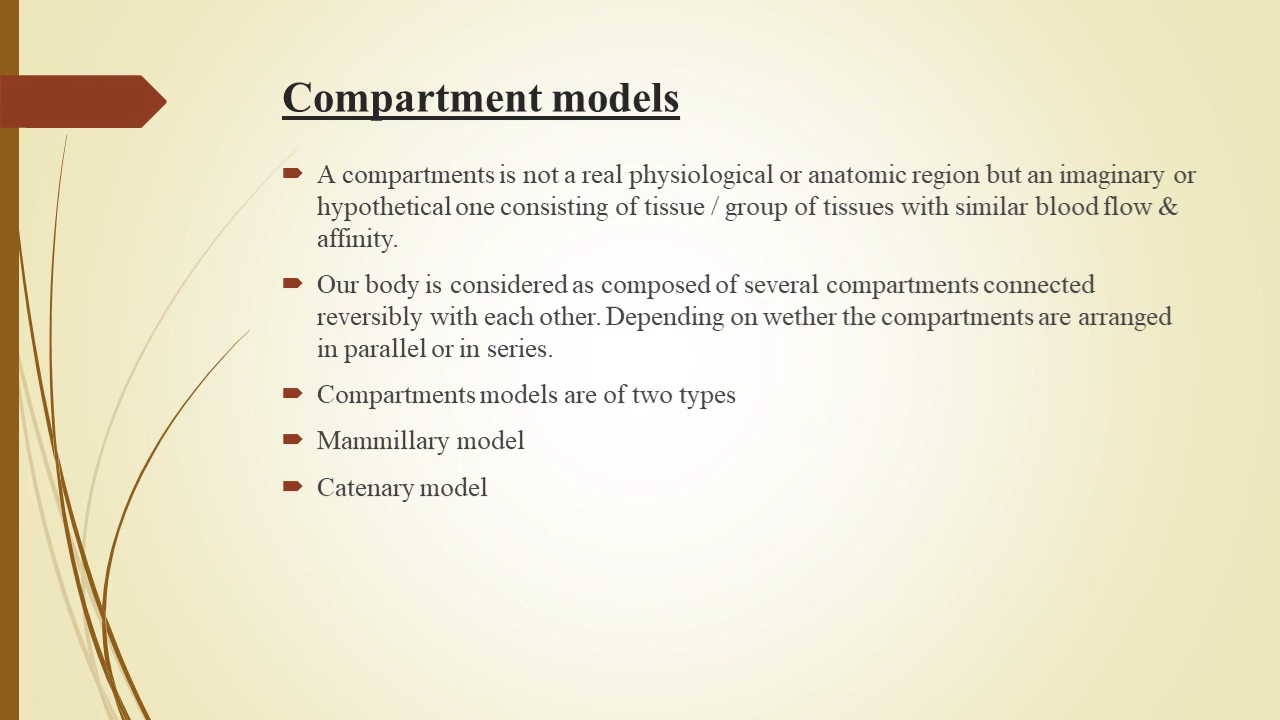 Compartment models
A compartments is not a real physiological or anatomic region but an imaginary or
hypothetical one consisting of tissue / group of tissues with similar blood flow &
affinity.
Our body is considered as composed of several compartments connected
reversibly with each other. Depending on wether the compartments are arranged
in parallel or in series.
Compartments models are of two types
Mammillary model
Catenary model